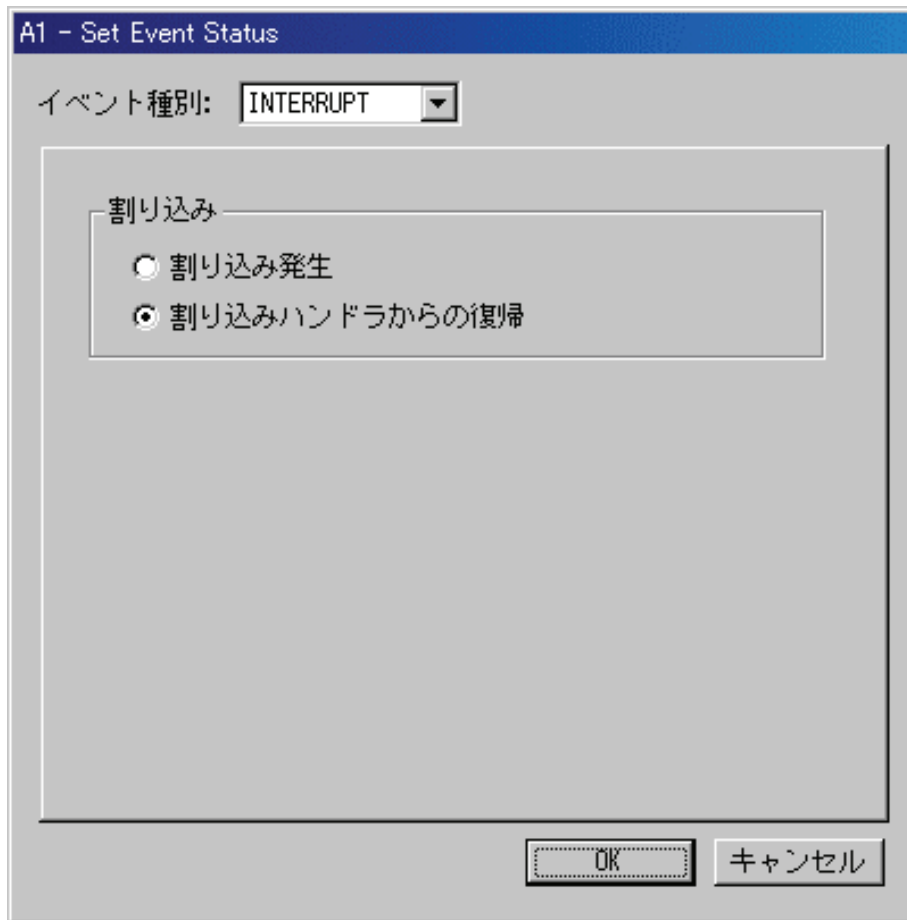 A1 - Set Event Status
イベント種別: INTERRUPT
割り込み
割り込み発生
割り込みハンドラからの復帰
OK キャンセル